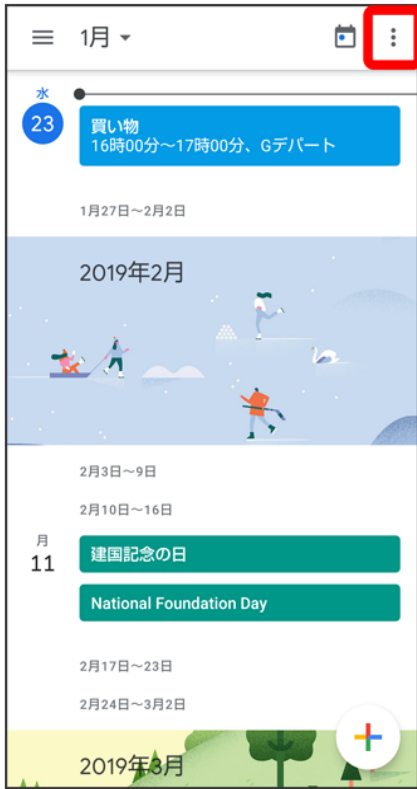 1月
水
23
買い物
16時00分～17時00分、Gデパート
1月27日～2月2日
2019年2月
2月3日～9日
2月10日～16日
月
11
建国記念の日
National Foundation Day
2月17日～23日
2月24日～3月2日
2019年3月